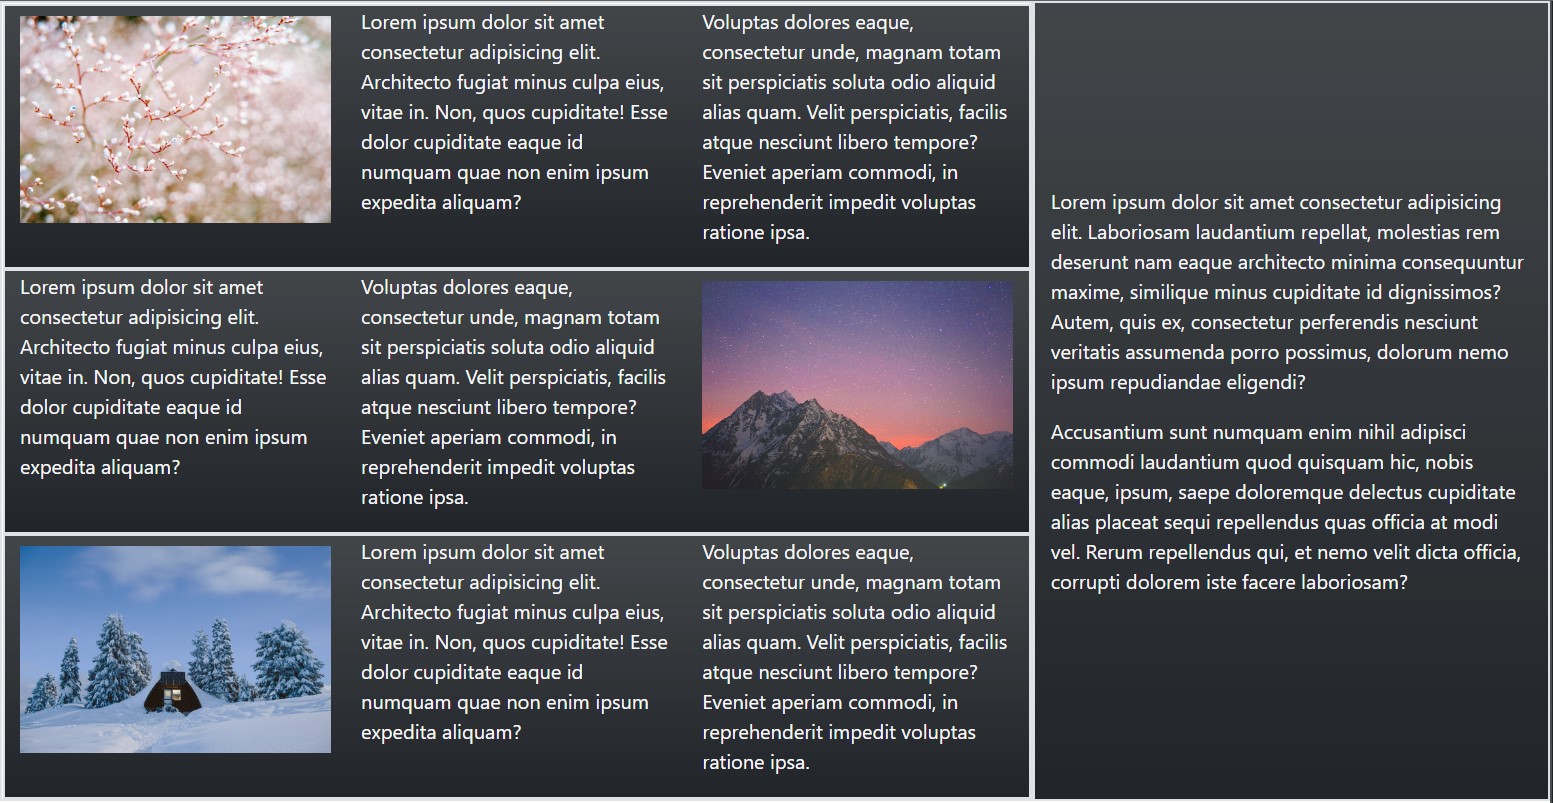 Lorem ipsum dolor sit amet
consectetur adipisicing elit.
Architecto fugiat minus culpa eius,
vitae in. Non, quos cupiditate! Esse
dolor cupiditate eaque id
numquam quae non enim ipsum
expedita aliquam?
Voluptas dolores eaque,
consectetur unde, magnam totam
sit perspiciatis soluta odio aliquid
alias quam. Velit perspiciatis, facilis
atque nesciunt libero tempore?
Eveniet aperiam commodi, in
reprehenderit impedit voluptas
ratione ipsa.
Lorem ipsum dolor sit amet
consectetur adipisicing elit.
Architecto fugiat minus culpa eius,
vitae in. Non, quos cupiditate! Esse
dolor cupiditate eaque id
numquam quae non enim ipsum
expedita aliquam?
Voluptas dolores eaque,
consectetur unde, magnam totam
sit perspiciatis soluta odio aliquid
alias quam. Velit perspiciatis, facilis
atque nesciunt libero tempore?
Eveniet aperiam commodi, in
reprehenderit impedit voluptas
ratione ipsa.
Lorem ipsum dolor sit amet
consectetur adipisicing elit.
Architecto fugiat minus culpa eius,
vitae in. Non, quos cupiditate! Esse
dolor cupiditate eaque id
numquam quae non enim ipsum
expedita aliquam?
Voluptas dolores eaque,
consectetur unde, magnam totam
sit perspiciatis soluta odio aliquid
alias quam. Velit perspiciatis, facilis
atque nesciunt libero tempore?
Eveniet aperiam commodi, in
reprehenderit impedit voluptas
ratione ipsa.
Lorem ipsum dolor sit amet consectetur adipisicing
elit. Laboriosam laudantium repellat, molestias rem
deserunt nam eaque architecto minima consequuntur
maxime, similique minus cupiditate id dignissimos?
Autem, quis ex, consectetur perferendis nesciunt
veritatis assumenda porro possimus, dolorum nemo
ipsum repudiandae eligendi?
Accusantium sunt numquam enim nihil adipisci
commodi laudantium quod quisquam hic, nobis
eaque, ipsum, saepe doloremque delectus cupiditate
alias placeat sequi repellendus quas officia at modi
vel. Rerum repellendus qui, et nemo velit dicta officia,
corrupti dolorem iste facere laboriosam?